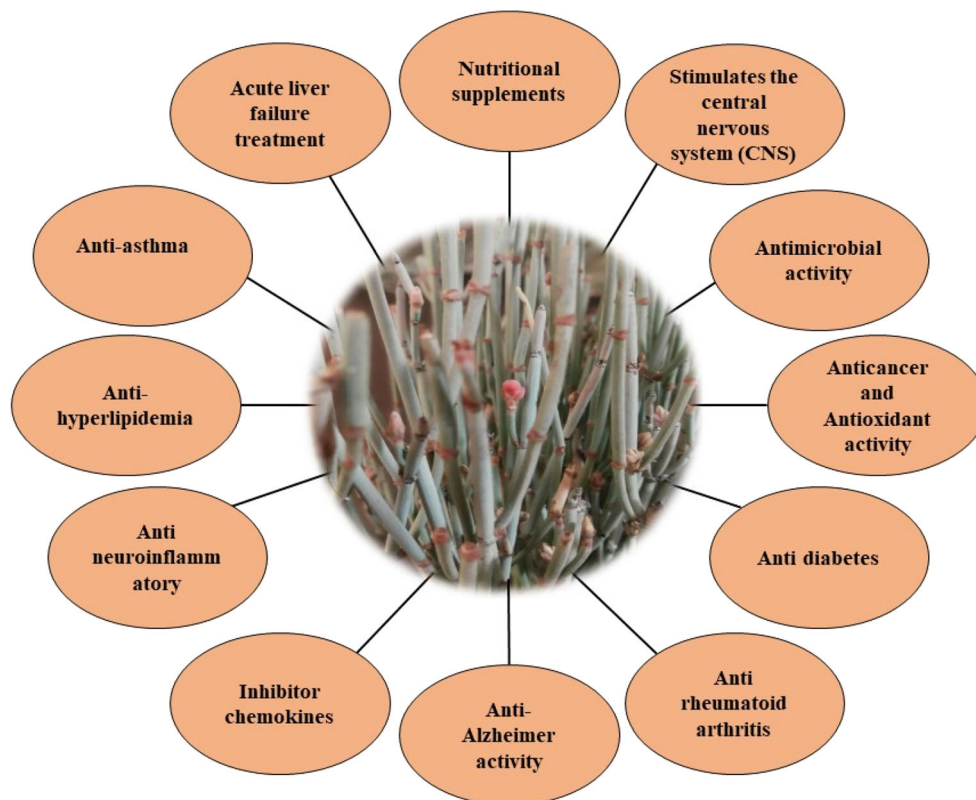 Nutritional
supplements
Stimulates the
central
nervous
system (CNS)
Antimicrobial
activity
Anticancer
and
Antioxidant
activity
Anti diabetes
Anti
rheumatoid
arthritis
Anti-
Alzheimer
activity
Inhibitor
chemokines
Anti
neuroinflamm
atory
Anti-
hyperlipidemia
Anti-asthma
Acute liver
failure
treatment